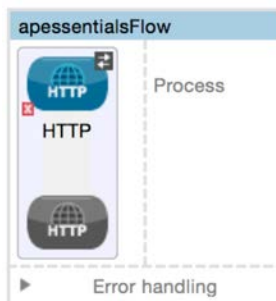 apessentialsFlow
HTTP
Process
HTTP
HTTP
Error handling